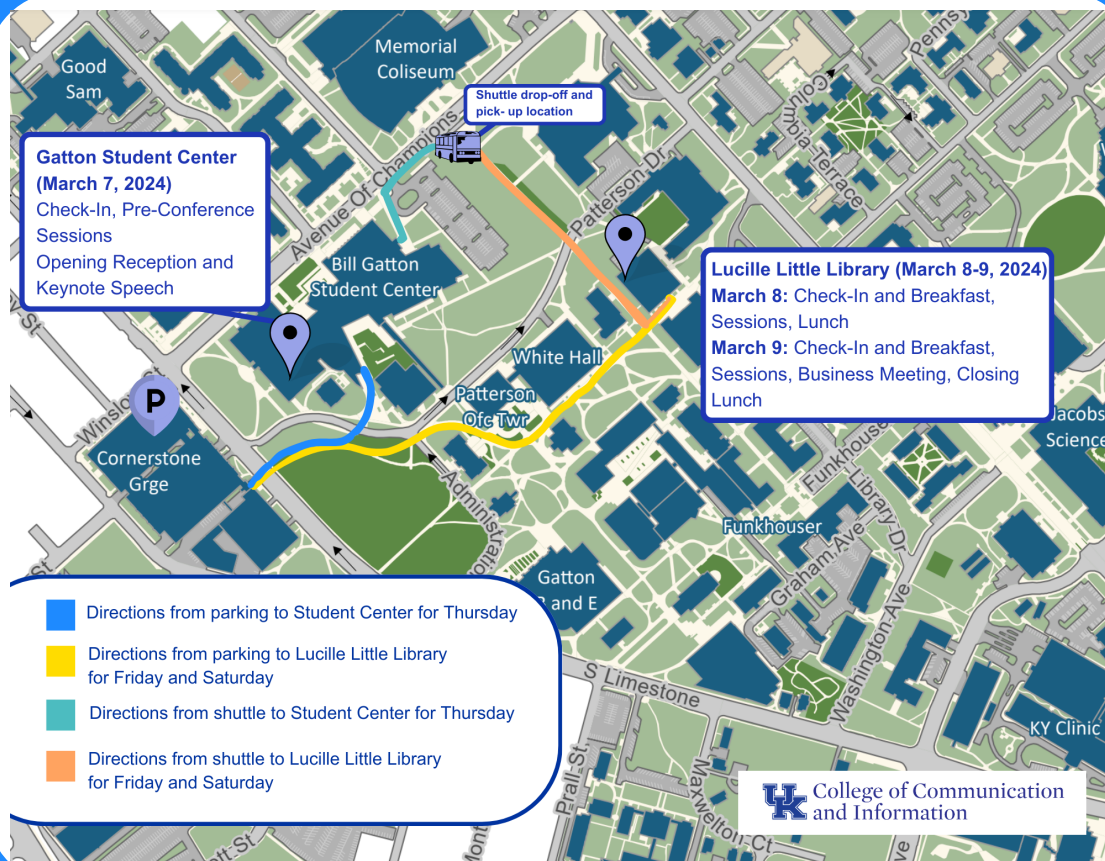 Good
Sam
Memorial
Coliseum
Shuttle drop-off and
pick- up location
Penns
Columbia Terrace
Avenue Of Champions
Patterson Dr
Gatton Student Center
(March 7, 2024)
Check-In, Pre-Conference
Sessions
Opening Reception and
Keynote Speech
Bill Gatton
Student Center
Lucille Little Library (March 8-9, 2024)
March 8: Check-In and Breakfast,
Sessions, Lunch
March 9: Check-In and Breakfast,
Sessions, Business Meeting, Closing
Lunch
St
White Hall
Patterson
Ofc Twr
P
Cornerstone
Grge
Jacobs
Science
Funkhouser
Library Dr
Funkhouser
Graham Ave
Washington Ave
Gatton
and E
St
S Limestone
KY Clinic
Prall St
Maxwelton Ct
Directions from parking to Student Center for Thursday
Directions from parking to Lucille Little Library
for Friday and Saturday
Directions from shuttle to Student Center for Thursday
Directions from shuttle to Lucille Little Library
for Friday and Saturday
UK
College of Communication
and Information